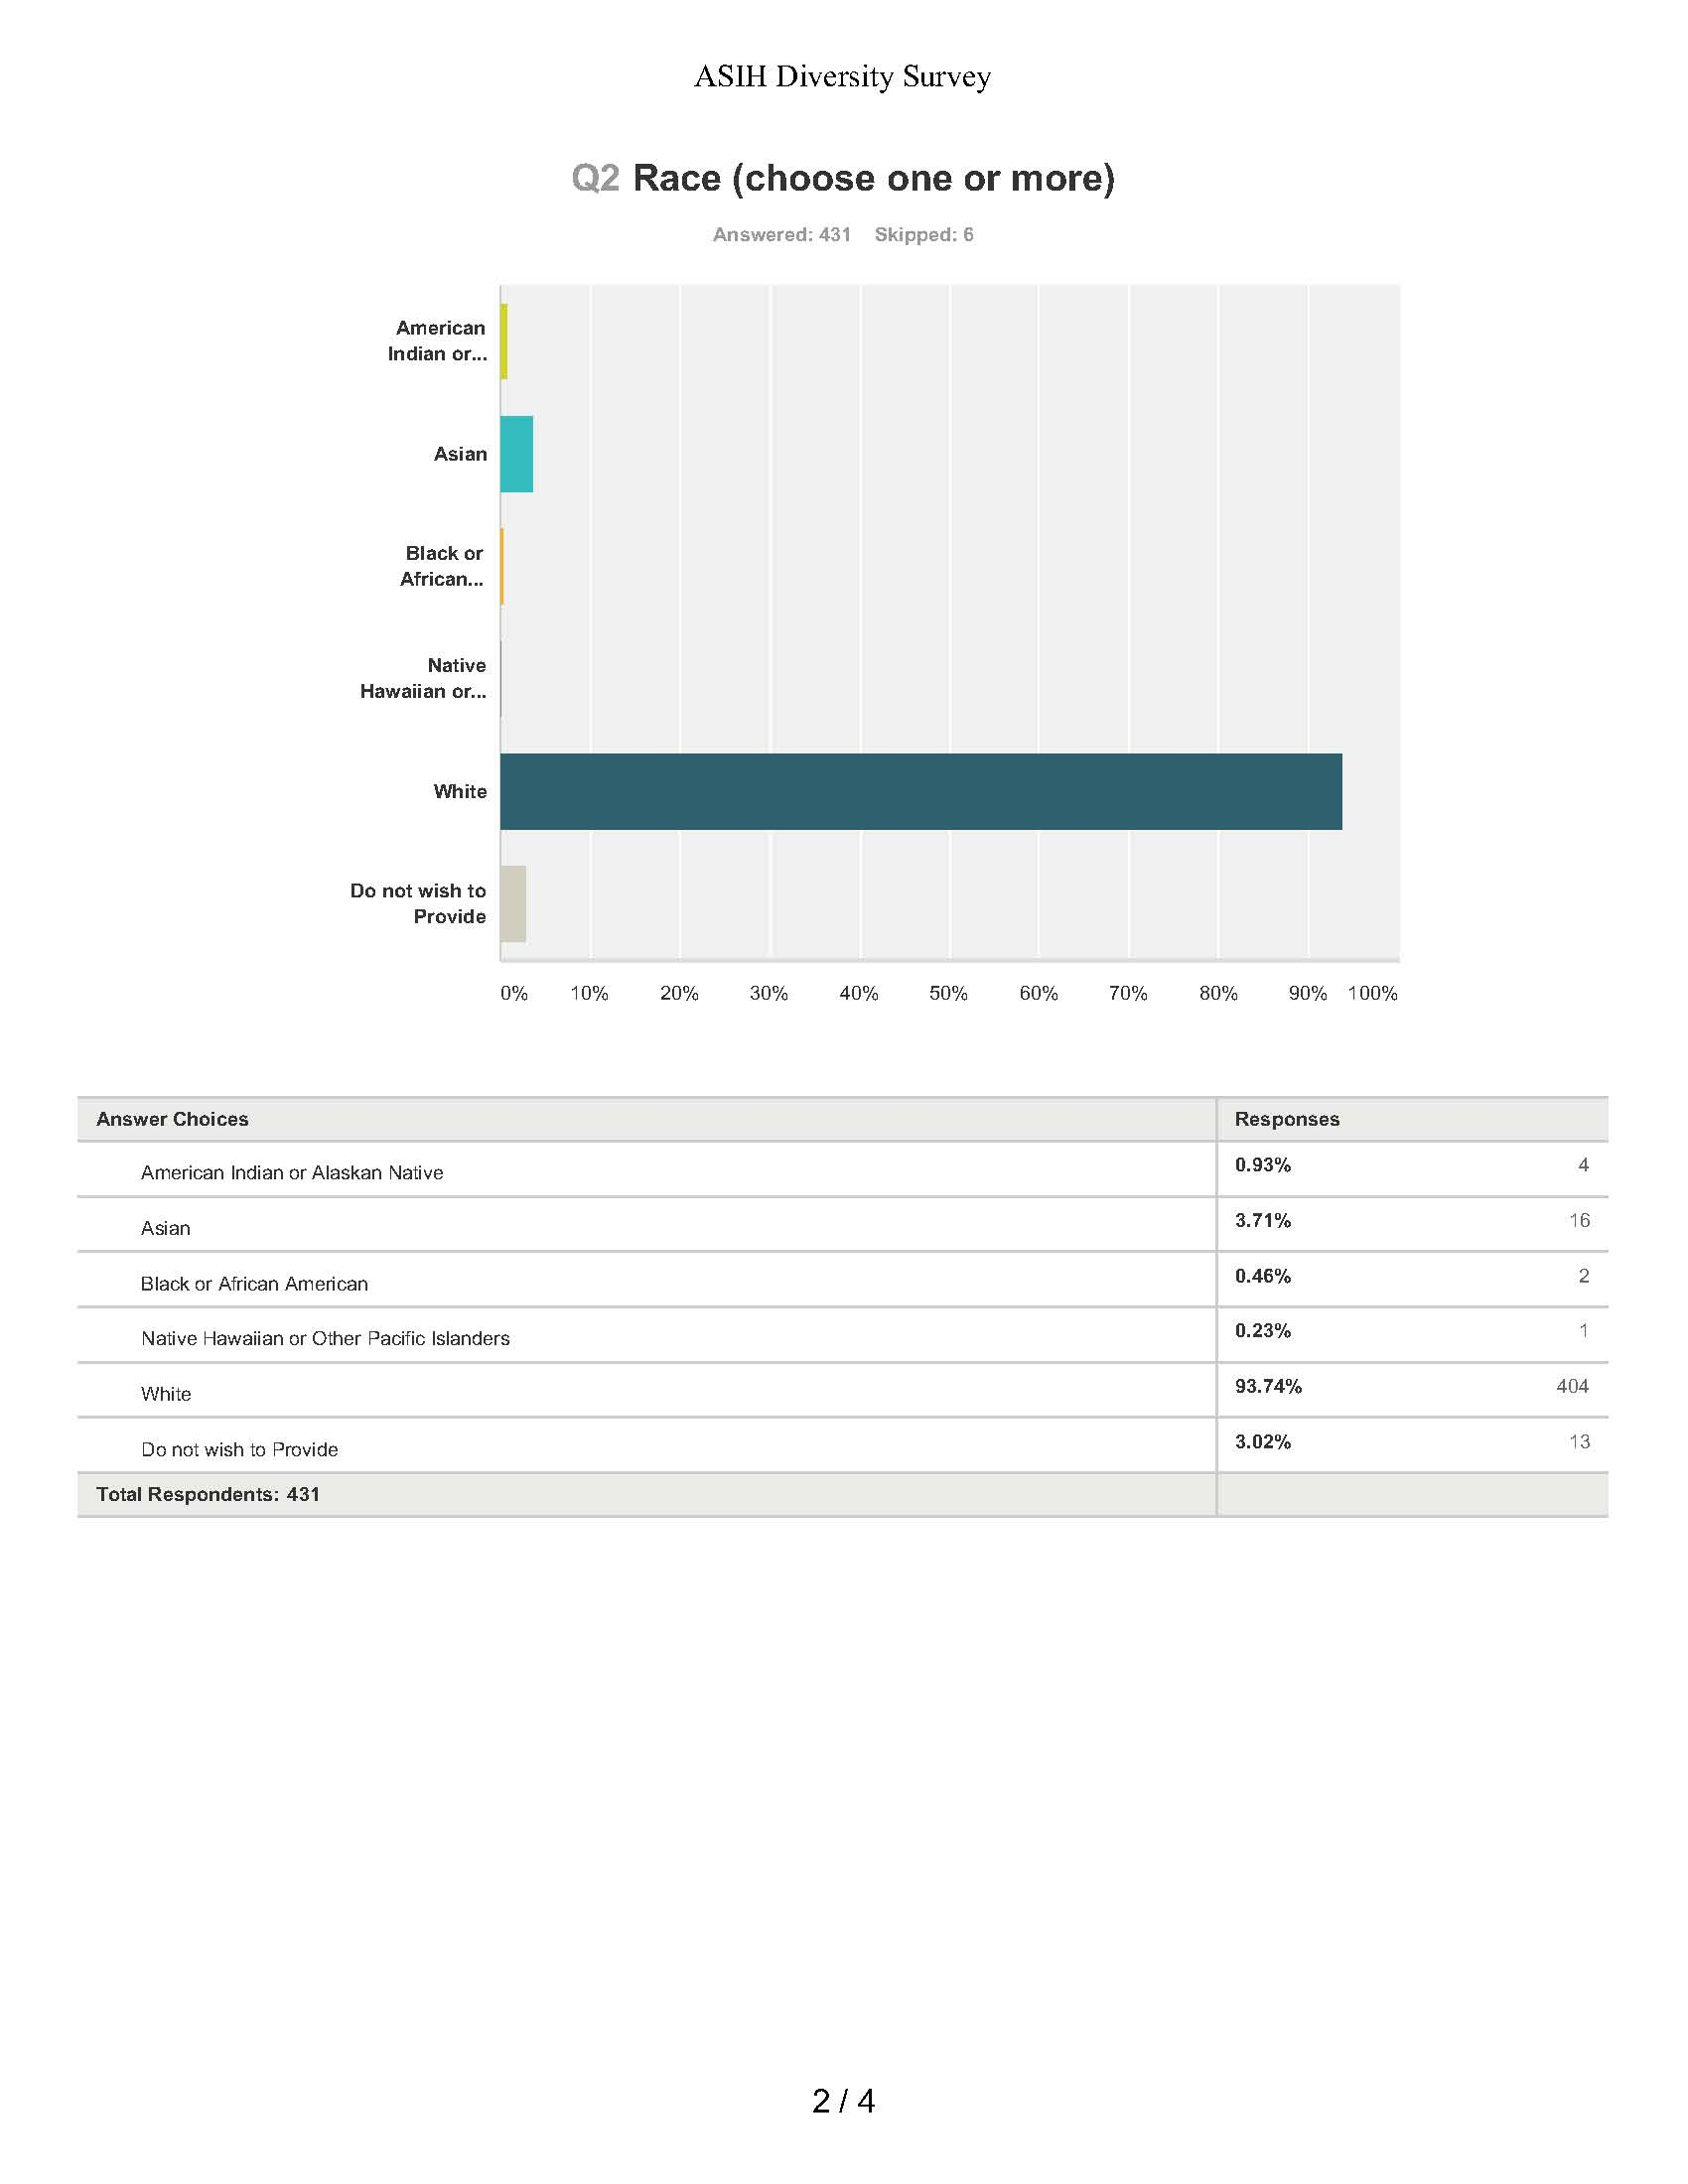 ASIH Diversity Survey
Q2 Race (choose one or more)
Answered: 431 Skipped: 6
American
Indian or...
Asian
Black or
African...
Native
Hawaiian or...
White
Do not wish to
Provide
0% 10% 20% 30% 40% 50% 60% 70% 80% 90% 100%
Answer Choices Responses
American Indian or Alaskan Native 0.93% 4
Asian 3.71% 16
Black or African American 0.46% 2
Native Hawaiian or Other Pacific Islanders 0.23% 1
White 93.74% 404
Do not wish to Provide 3.02% 13
Total Respondents: 431
2 / 4